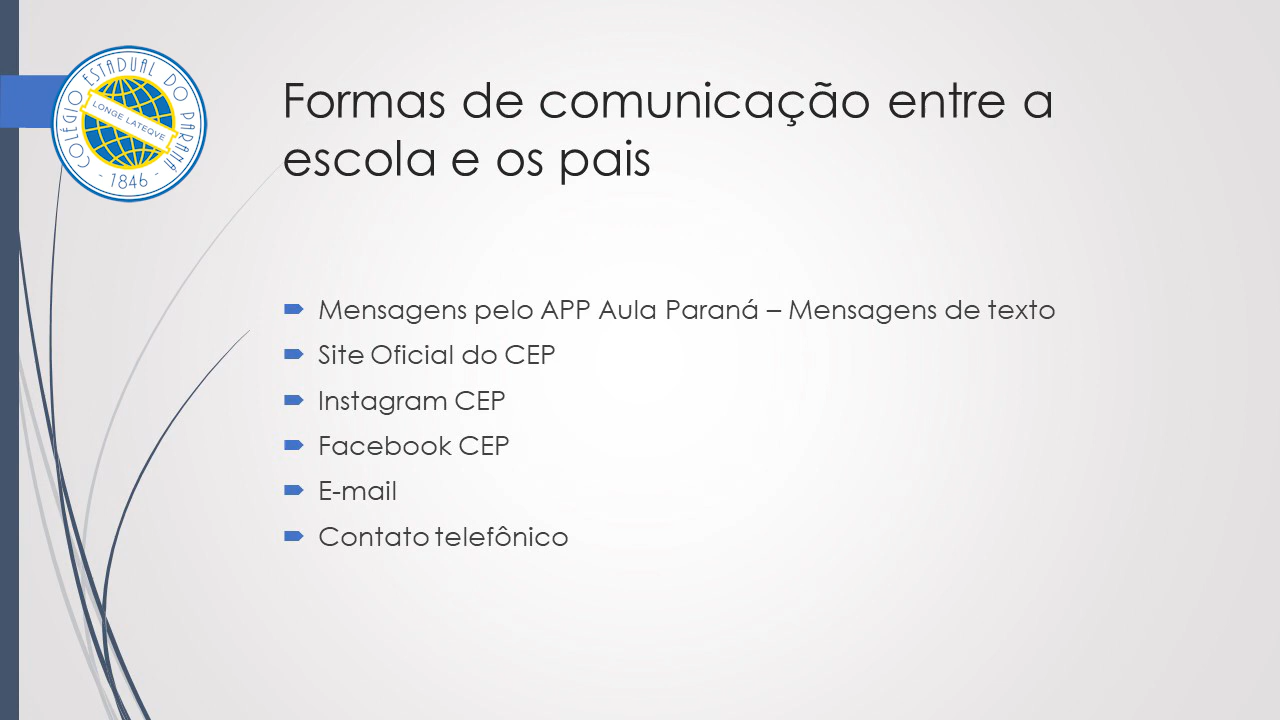 COLÉGIO ESTADUAL DO PARANÁ
LONGE LATEQVE
- 1846 -
Formas de comunicação entre a
escola e os pais
Mensagens pelo APP Aula Paraná – Mensagens de texto
Site Oficial do CEP
Instagram CEP
Facebook CEP
E-mail
Contato telefônico